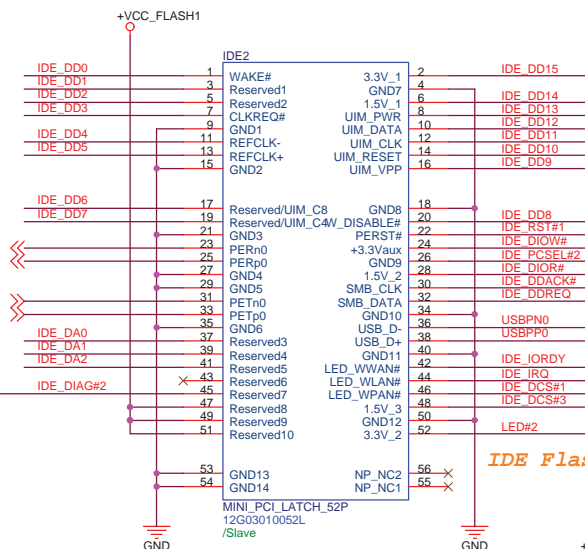 +VCC_FLASH1
IDE2
IDE_DD0 1 WAKE# 3.3V_1 2 IDE_DD15
IDE_DD1 3 Reserved1 GND7 4
IDE_DD2 5 Reserved2 1.5V_1 6 IDE_DD14
IDE_DD3 7 CLKREQ# UIM_PWR 8 IDE_DD13
9 GND1 UIM_DATA 10 IDE_DD12
IDE_DD4 11 REFCLK- UIM_CLK 12 IDE_DD11
IDE_DD5 13 REFCLK+ UIM_RESET 14 IDE_DD10
15 GND2 UIM_VPP 16 IDE_DD9
IDE_DD6 17 Reserved/UIM_C8 GND8 18
IDE_DD7 19 Reserved/UIM_C4 W_DISABLE# 20 IDE_DD8
21 GND3 PERST# 22 IDE_RST#1
23 PERn0 +3.3Vaux 24 IDE_DIOW#
25 PERp0 GND9 26 IDE_PCSEL#2
27 GND4 1.5V_2 28 IDE_DIOR#
29 GND5 SMB_CLK 30 IDE_DDACK#
31 PETn0 SMB_DATA 32 IDE_DDREQ
33 PETp0 GND10 34
35 GND6 USB_D- 36 USBPN0
IDE_DA0 37 Reserved3 USB_D+ 38 USBPP0
IDE_DA1 39 Reserved4 GND11 40
IDE_DA2 41 Reserved5 LED_WWAN# 42 IDE_IORDY
43 Reserved6 LED_WLAN# 44 IDE_IRQ
IDE_DIAG#2 45 Reserved7 LED_WPAN# 46 IDE_DCS#1
47 Reserved8 1.5V_3 48 IDE_DCS#3
49 Reserved9 GND12 50
51 Reserved10 3.3V_2 52 LED#2
IDE Flas
53 GND13 NP_NC2 56
54 GND14 NP_NC1 55
MINI_PCI_LATCH_52P
12G03010052L
/Slave
GND GND
+